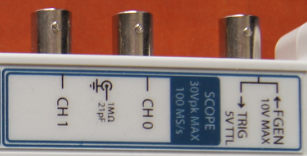 CH 1
1MΩ
21pF
CH 0
SCOPE
30Vpk MAX
100 MS/s
TRIG
5V TTL
FGEN
10V MAX